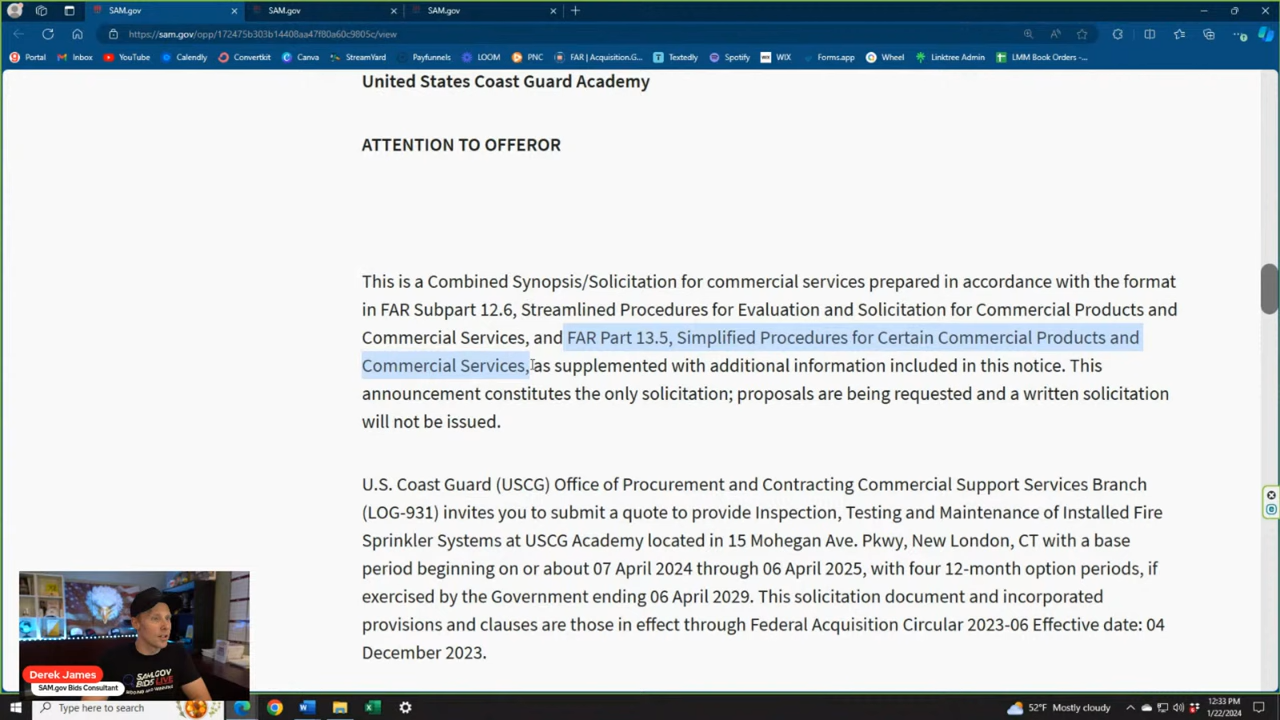 SAM.gov
SAM.gov
SAM.gov
https://sam.gov/opp/172475b303b14408aa47f80a60c9805c/view
Portal
Inbox
YouTube
Calendly
Convertkit
Canva
StreamYard
Payfunnels
LOOM
PNC
FAR | Acquisition.G...
Textedly
Spotify
WIX
Forms.app
Wheel
Linktree Admin
LMM Book Orders -...
United States Coast Guard Academy
ATTENTION TO OFFEROR
This is a Combined Synopsis/Solicitation for commercial services prepared in accordance with the format
in FAR Subpart 12.6, Streamlined Procedures for Evaluation and Solicitation for Commercial Products and
Commercial Services, and FAR Part 13.5, Simplified Procedures for Certain Commercial Products and
Commercial Services, as supplemented with additional information included in this notice. This
announcement constitutes the only solicitation; proposals are being requested and a written solicitation
will not be issued.
U.S. Coast Guard (USCG) Office of Procurement and Contracting Commercial Support Services Branch
(LOG-931) invites you to submit a quote to provide Inspection, Testing and Maintenance of Installed Fire
Sprinkler Systems at USCG Academy located in 15 Mohegan Ave. Pkwy, New London, CT with a base
period beginning on or about 07 April 2024 through 06 April 2025, with four 12-month option periods, if
exercised by the Government ending 06 April 2029. This solicitation document and incorporated
provisions and clauses are those in effect through Federal Acquisition Circular 2023-06 Effective date: 04
December 2023.
SAM.GOV
BIDS LIVE
Derek James
SAM.gov Bids Consultant
Type here to search
52°F Mostly cloudy
12:33 PM
1/22/2024